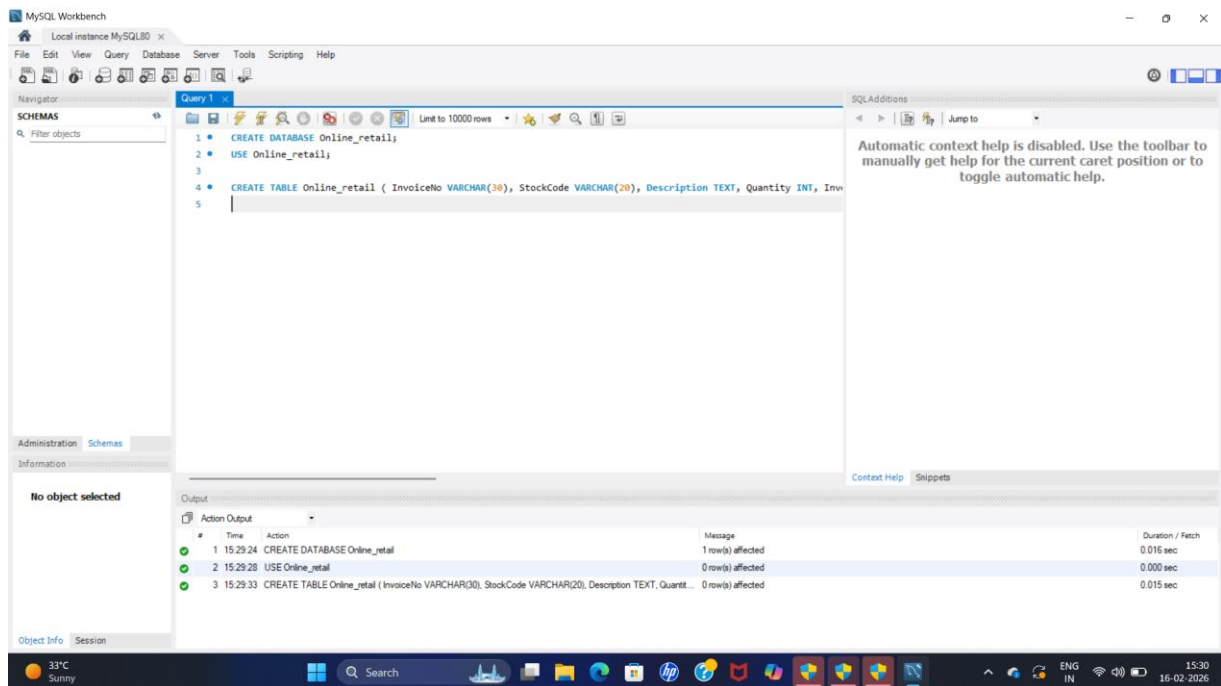 MySQL Workbench
Local instance MySQL80
File Edit View Query Database Server Tools Scripting Help
Navigator
SCHEMAS
Filter objects
Administration Schemas
Information
No object selected
Object Info Session
Query 1
Limit to 10000 rows
1 CREATE DATABASE Online_retail;
2 USE Online_retail;
3
4 CREATE TABLE Online_retail ( InvoiceNo VARCHAR(30), StockCode VARCHAR(20), Description TEXT, Quantity INT, Inv
5
SQLAdditions
Jump to
Automatic context help is disabled. Use the toolbar to
manually get help for the current caret position or to
toggle automatic help.
Context Help Snippets
Output
Action Output
# Time Action Message Duration / Fetch
1 15:29:24 CREATE DATABASE Online_retail 1 row(s) affected 0.016 sec
2 15:29:28 USE Online_retail 0 row(s) affected 0.000 sec
3 15:29:33 CREATE TABLE Online_retail ( InvoiceNo VARCHAR(30), StockCode VARCHAR(20), Description TEXT, Quantit... 0 row(s) affected 0.015 sec
33°C
Sunny
Search
hp
ENG
IN
15:30
16-02-2026